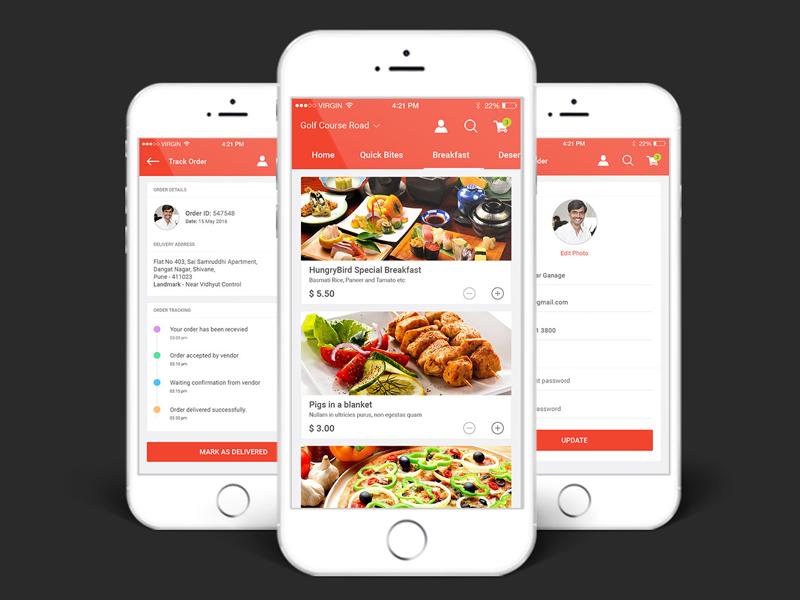 VIRGIN
4:21 PM
Track Order
ORDER DETAILS
Order ID: 547548
Date: 15 May 2016
DELIVERY ADDRESS
Flat No 403, Sai Samruddhi Apartment,
Dangat Nagar, Shivane,
Pune - 411023
Landmark - Near Vidhyut Control
ORDER TRACKING
Your order has been recevied
03:00 pm
Order accepted by vendor
03:10 pm
Waiting confirmation from vendor
03:15 pm
Order delivered successfully.
03:30 pm
MARK AS DELIVERED
VIRGIN 4:21 PM 22%
Golf Course Road 3
Home Quick Bites Breakfast Deser
HungryBird Special Breakfast
Basmati Rice, Paneer and Tamato etc
$ 5.50
Pigs in a blanket
Nullam in ultricies purus, non egestas quam
$ 3.00
4:21 PM 22%
der 3
Edit Photo
ar Ganage
gmail.com
1 3800
nt password
password
UPDATE